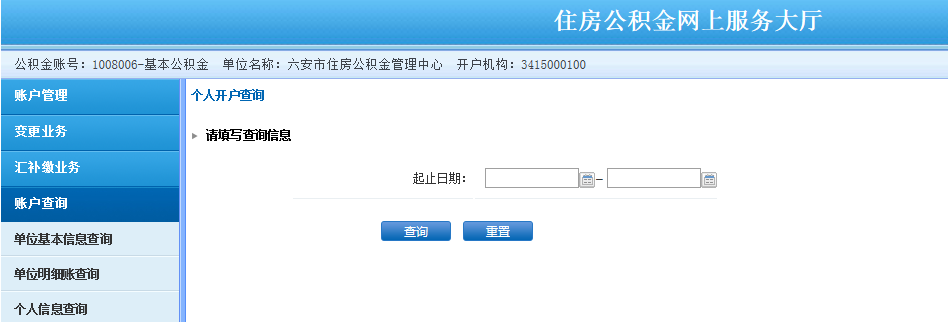 住房公积金网上服务大厅
公积金账号：1008006-基本公积金 单位名称：六安市住房公积金管理中心 开户机构：3415000100
账户管理
变更业务
汇补缴业务
账户查询
单位基本信息查询
单位明细账查询
个人信息查询
个人开户查询
请填写查询信息
起止日期： –
查询 重置